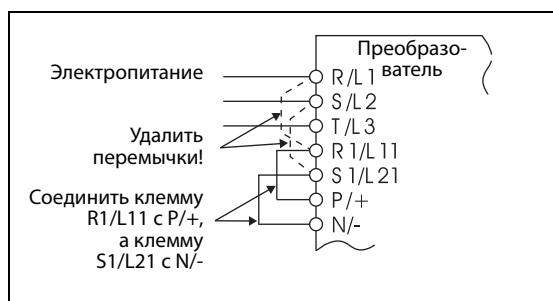 Преобразо-
ватель
Электропитание
R/L1
S/L2
T/L3
Удалить
перемычки!
R1/L11
S1/L21
Соединить клемму
R1/L11 с P/+,
а клемму
S1/L21 с N/-
P/+
N/-